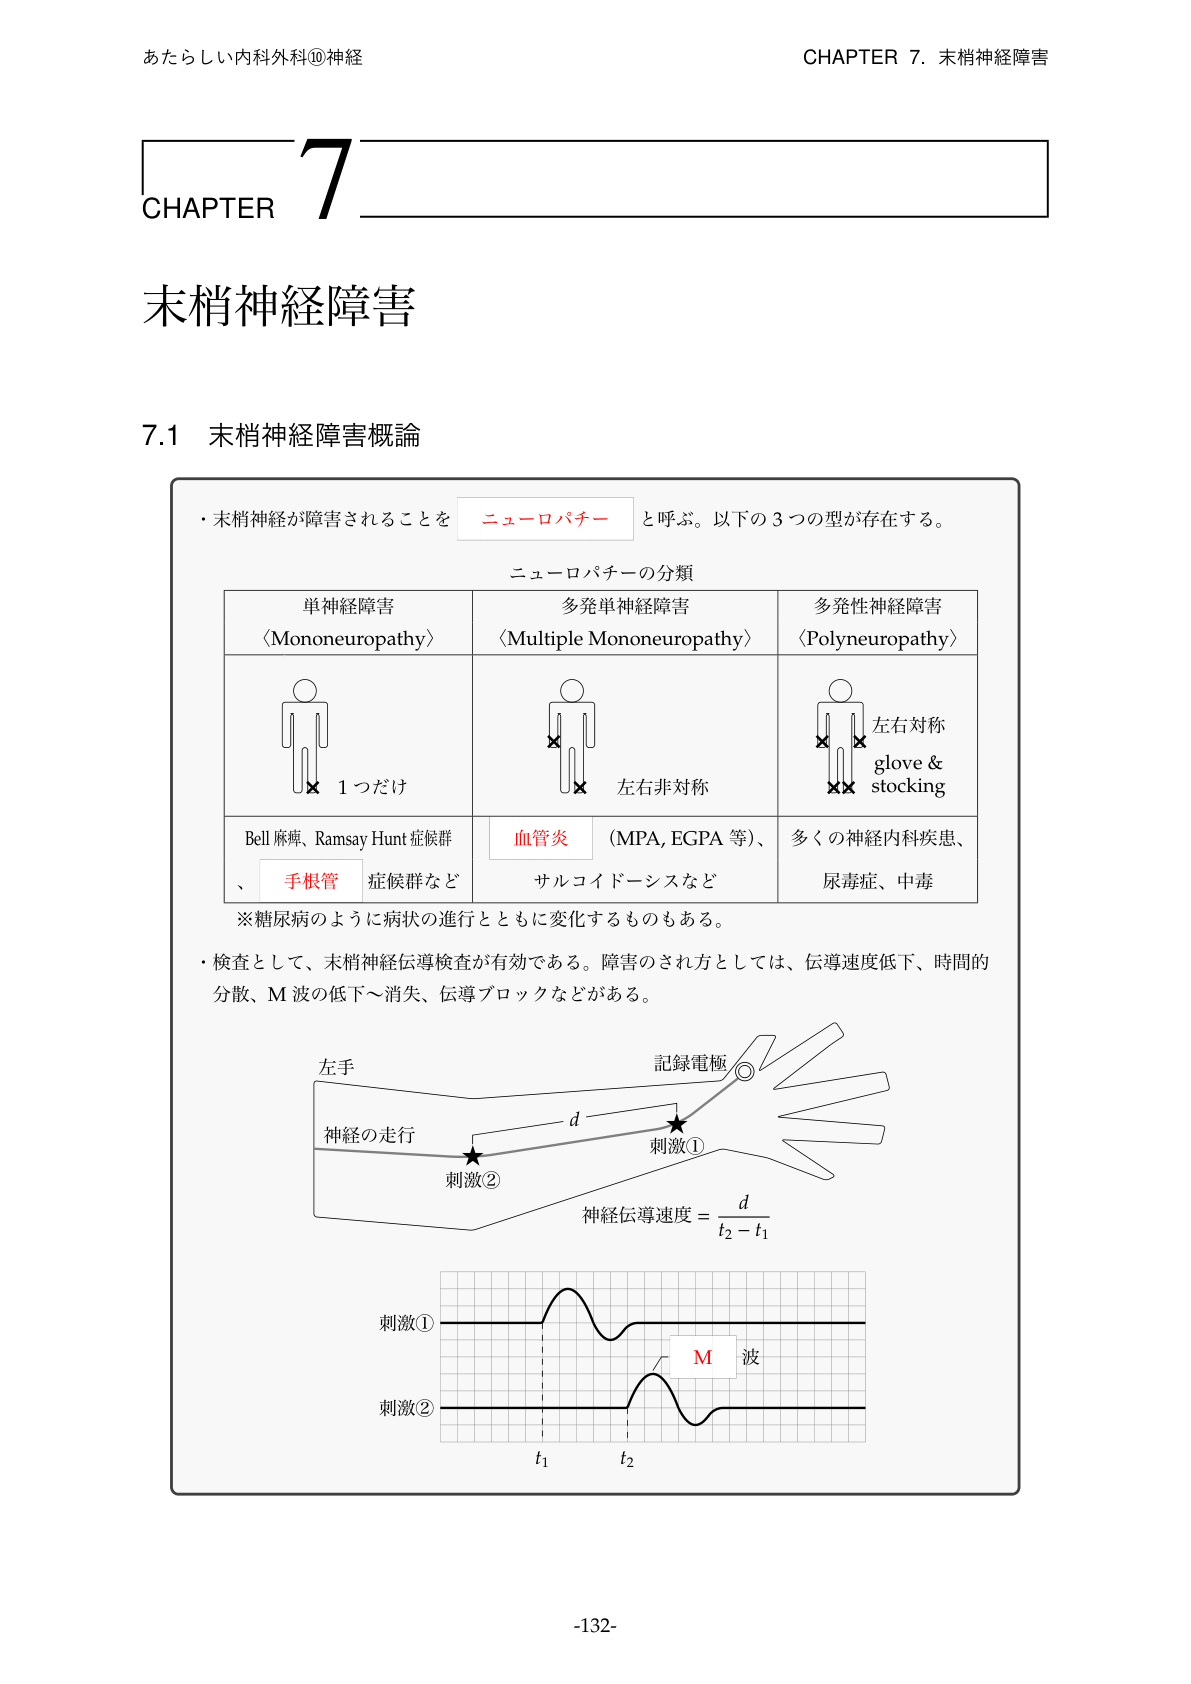 あたらしい内科外科⑩神経
CHAPTER 7. 末梢神経障害
CHAPTER 7
末梢神経障害
7.1 末梢神経障害概論
・末梢神経が障害されることを ニューロパチー と呼ぶ。以下の 3 つの型が存在する。
ニューロパチーの分類
単神経障害
〈Mononeuropathy〉
多発単神経障害
〈Multiple Mononeuropathy〉
多発性神経障害
〈Polyneuropathy〉
1 つだけ
左右非対称
左右対称
glove &
stocking
Bell 麻痺、Ramsay Hunt 症候群
、 手根管 症候群など
血管炎 （MPA, EGPA 等）、
サルコイドーシスなど
多くの神経内科疾患、
尿毒症、中毒
※糖尿病のように病状の進行とともに変化するものもある。
・検査として、末梢神経伝導検査が有効である。障害のされ方としては、伝導速度低下、時間的
分散、M 波の低下〜消失、伝導ブロックなどがある。
左手
記録電極
神経の走行
d
刺激①
刺激②
神経伝導速度 = d / (t₂ − t₁)
刺激①
M 波
刺激②
t₁ t₂
-132-